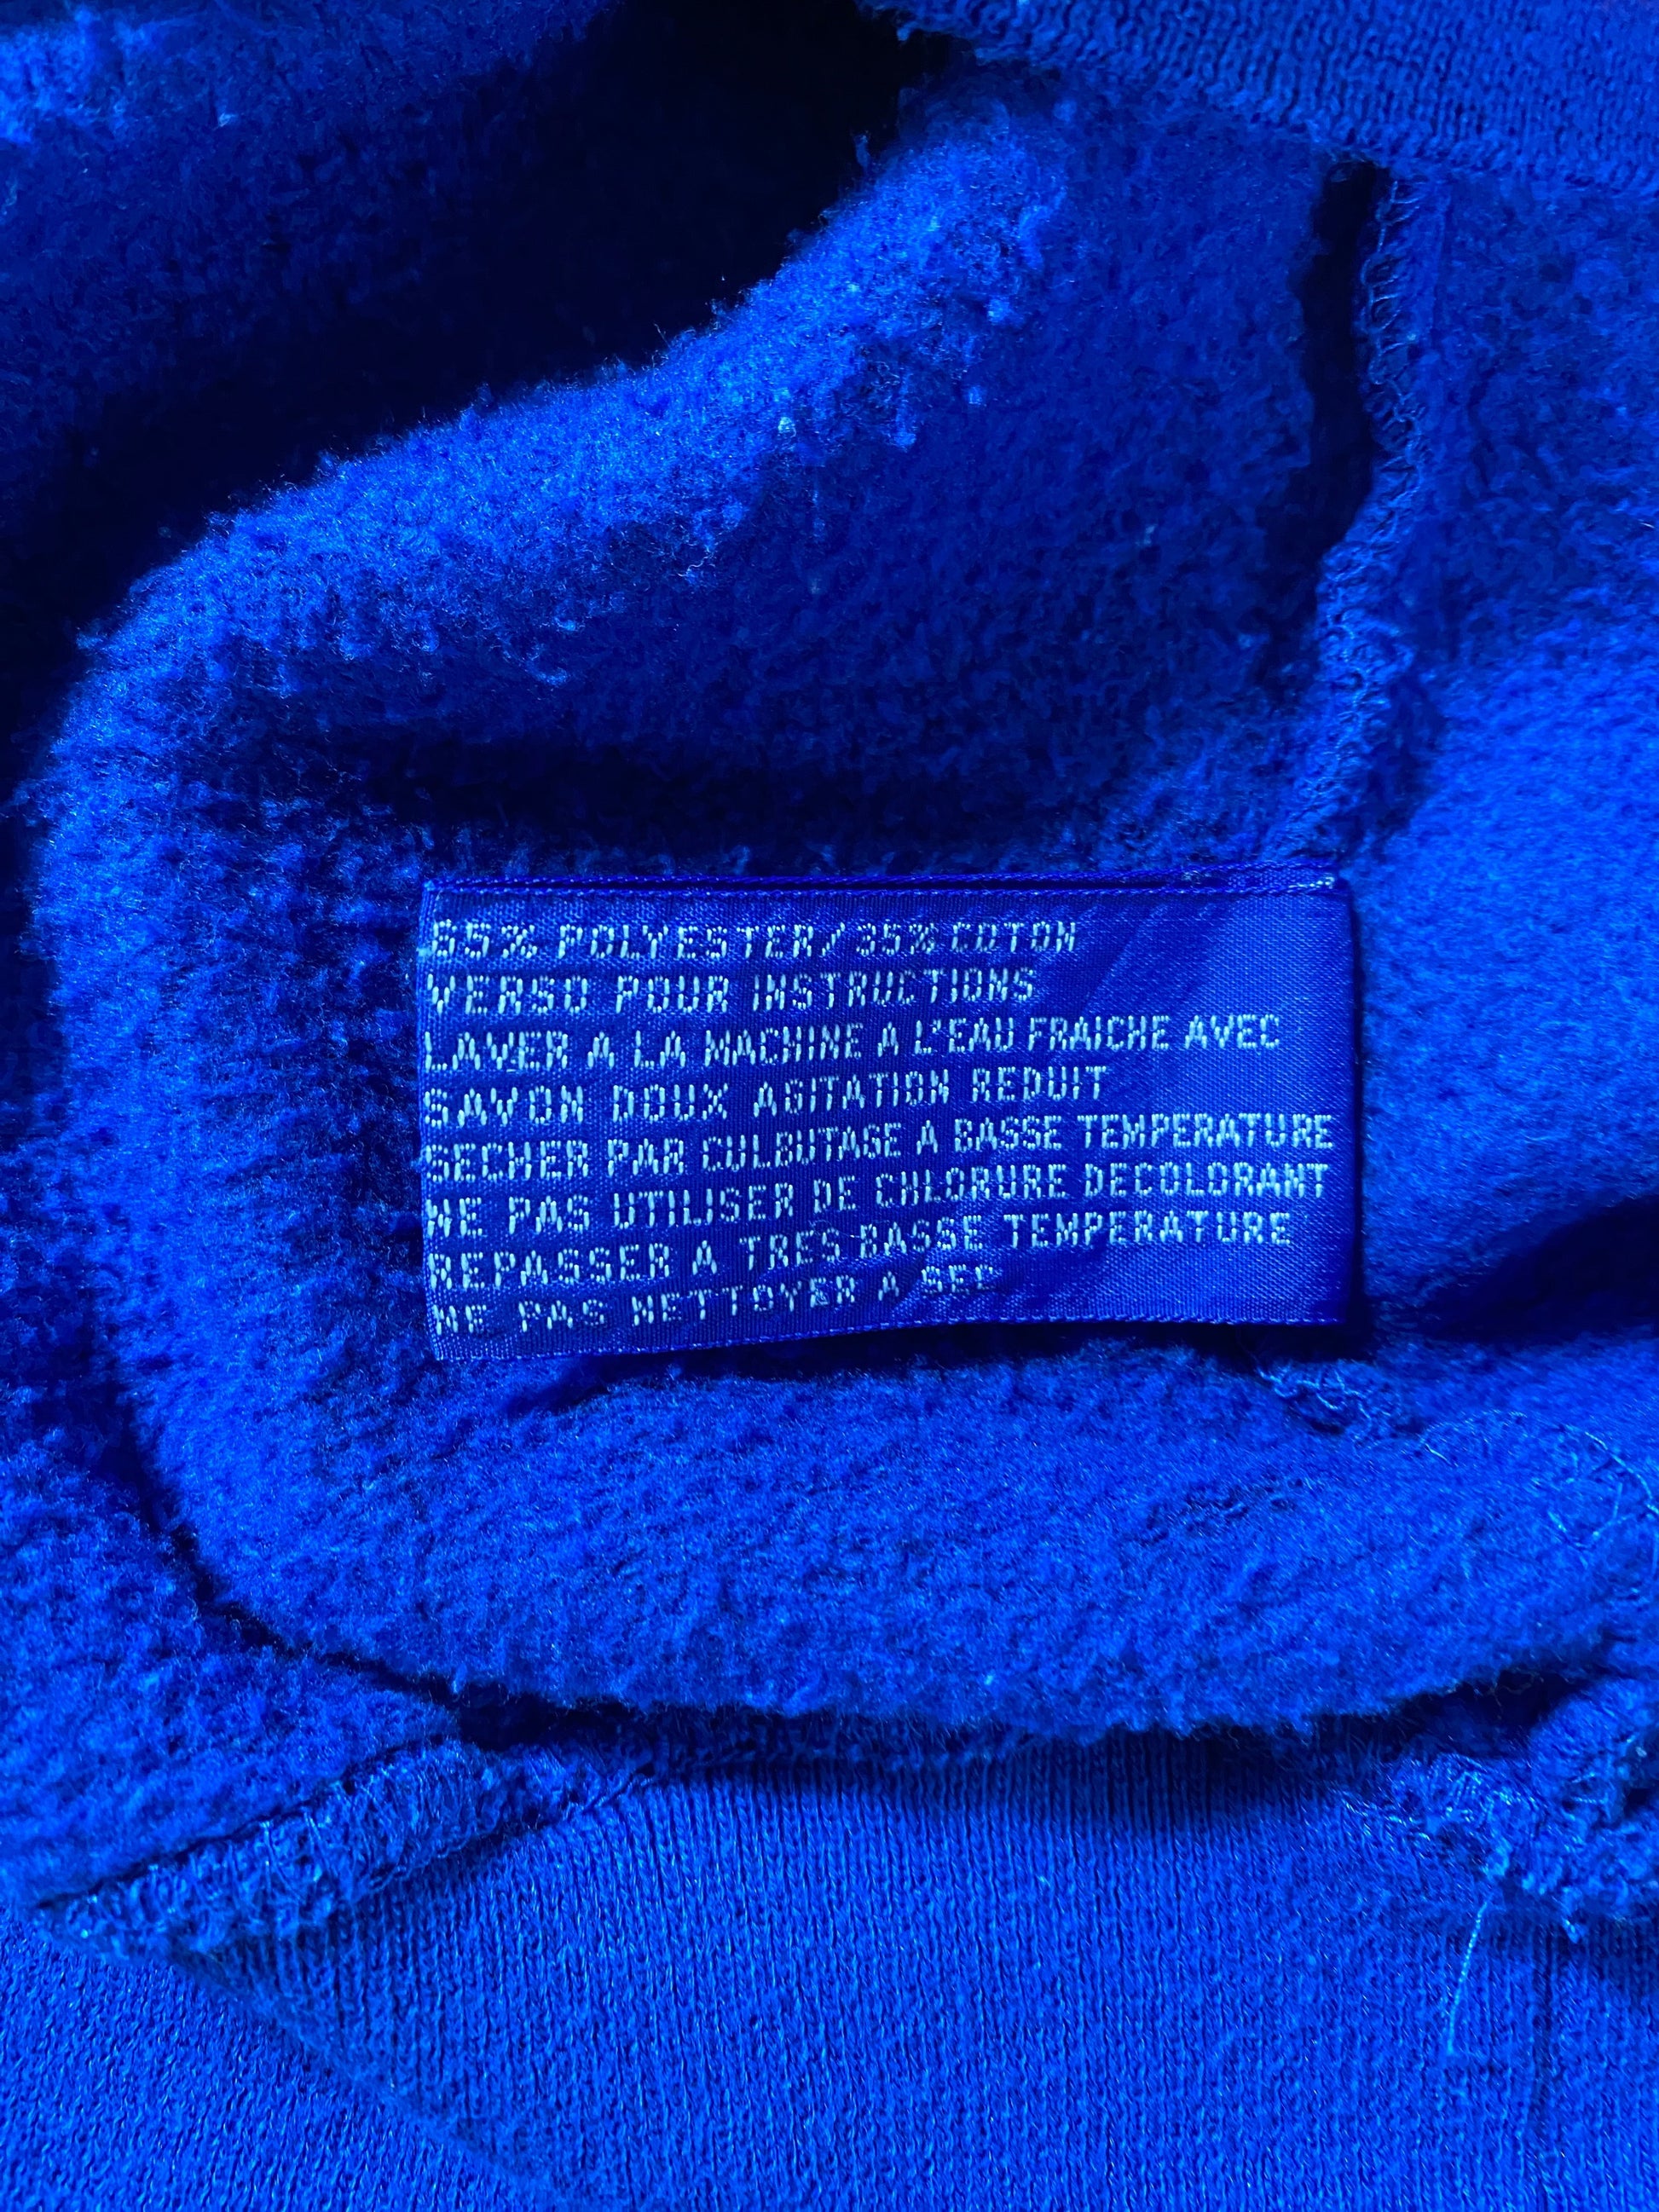 65% POLYESTER/35% COTON
VERSO POUR INSTRUCTIONS
LAVER A LA MACHINE A L'EAU FRAICHE AVEC
SAVON DOUX AGITATION REDUIT
SECHER PAR CULBUTAGE A BASSE TEMPERATURE
NE PAS UTILISER DE CHLORURE DECOLORANT
REPASSER A TRES BASSE TEMPERATURE
NE PAS NETTOYER A SEC